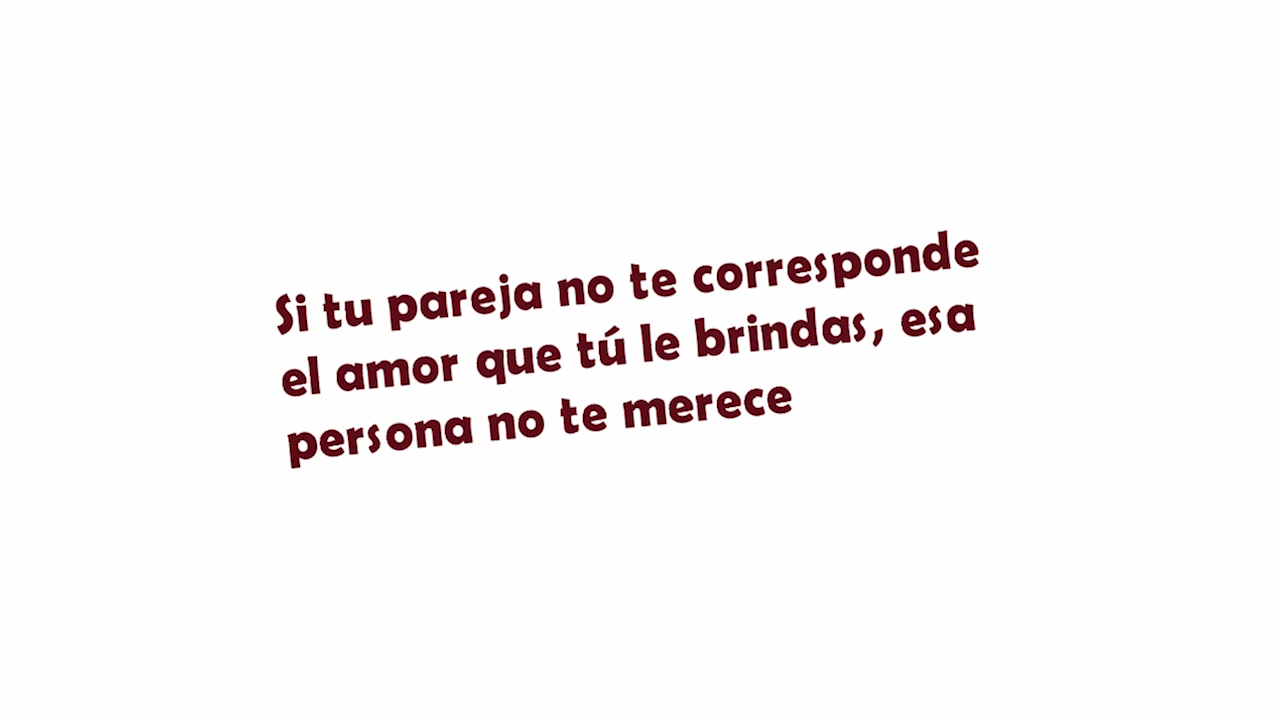 Si tu pareja no te corresponde
el amor que tú le brindas, esa
persona no te merece